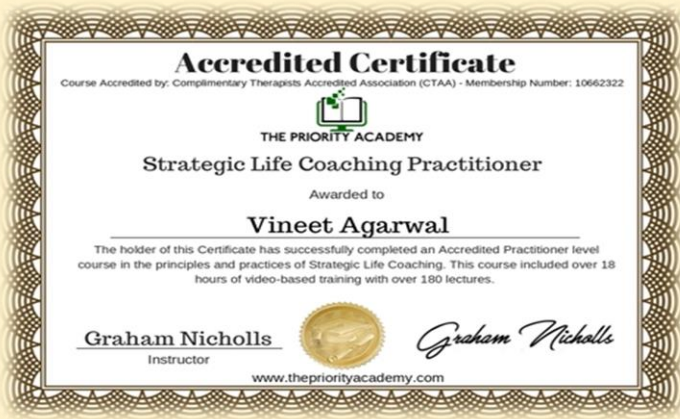 Accredited Certificate
Course Accredited by: Complimentary Therapists Accredited Association (CTAA) - Membership Number: 10662322
THE PRIORITY ACADEMY
Strategic Life Coaching Practitioner
Awarded to
Vineet Agarwal
The holder of this Certificate has successfully completed an Accredited Practitioner level
course in the principles and practices of Strategic Life Coaching. This course included over 18
hours of video-based training with over 180 lectures.
Graham Nicholls
Graham Nicholls
Instructor
www.thepriorityacademy.com